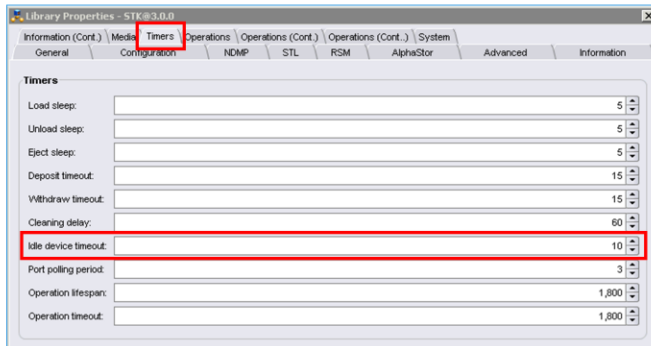 Library Properties - STK@3.0.0
Information (Cont.) Media Timers Operations Operations (Cont.) Operations (Cont..) System
General Configuration NDMP STL RSM AlphaStor Advanced Information
Timers
Load sleep: 5
Unload sleep: 5
Eject sleep: 5
Deposit timeout: 15
Withdraw timeout: 15
Cleaning delay: 60
Idle device timeout: 10
Port polling period: 3
Operation lifespan: 1,800
Operation timeout: 1,800